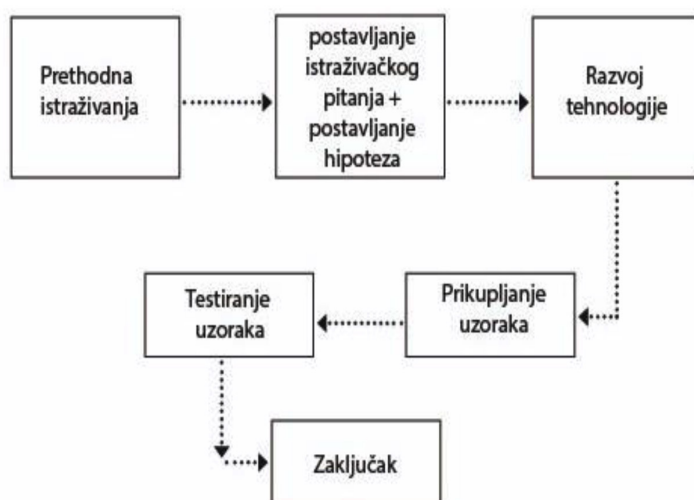 Prethodna
istraživanja
postavljanje
istraživačkog
pitanja +
postavljanje
hipoteza
Razvoj
tehnologije
Testiranje
uzoraka
Prikupljanje
uzoraka
Zaključak